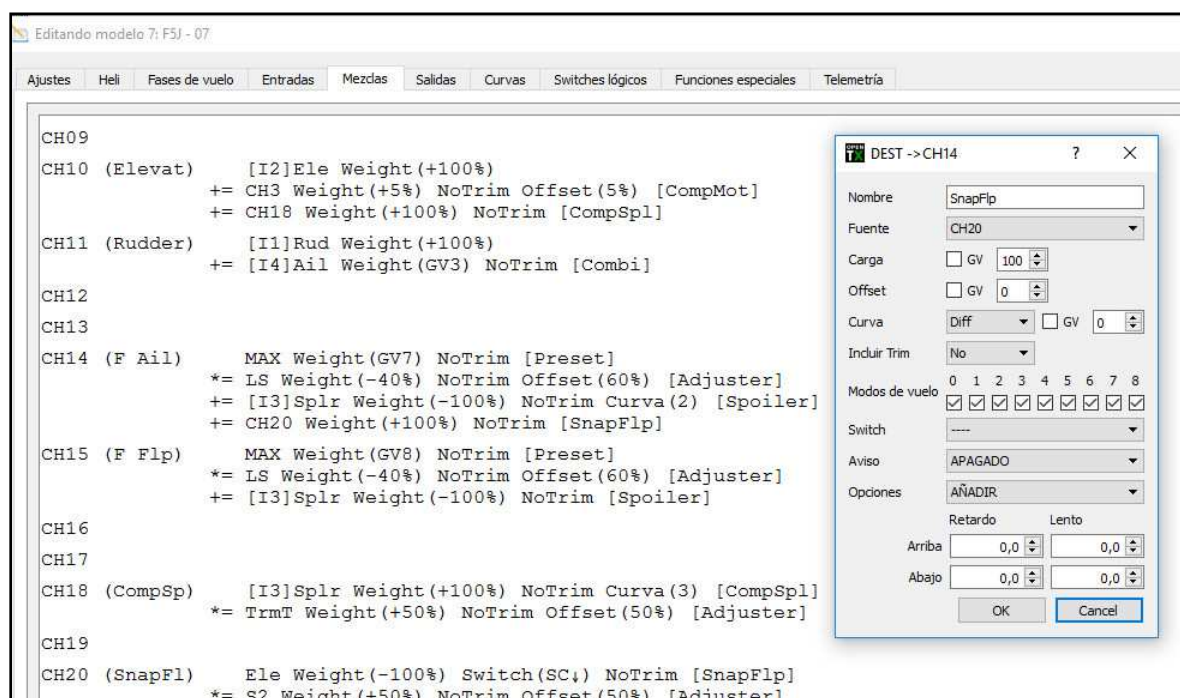 Editando modelo 7: F5J - 07
Ajustes Heli Fases de vuelo Entradas Mezclas Salidas Curvas Switches lógicos Funciones especiales Telemetría
CH09
CH10 (Elevat) [I2]Ele Weight(+100%)
+= CH3 Weight(+5%) NoTrim Offset(5%) [CompMot]
+= CH18 Weight(+100%) NoTrim [CompSpl]
CH11 (Rudder) [I1]Rud Weight(+100%)
+= [I4]Ail Weight(GV3) NoTrim [Combi]
CH12
CH13
CH14 (F Ail) MAX Weight(GV7) NoTrim [Preset]
*= LS Weight(-40%) NoTrim Offset(60%) [Adjuster]
+= [I3]Splr Weight(-100%) NoTrim Curva(2) [Spoiler]
+= CH20 Weight(+100%) NoTrim [SnapFlp]
CH15 (F Flp) MAX Weight(GV8) NoTrim [Preset]
*= LS Weight(-40%) NoTrim Offset(60%) [Adjuster]
+= [I3]Splr Weight(-100%) NoTrim [Spoiler]
CH16
CH17
CH18 (CompSp) [I3]Splr Weight(+100%) NoTrim Curva(3) [CompSpl]
*= TrmT Weight(+50%) NoTrim Offset(50%) [Adjuster]
CH19
CH20 (SnapFl) Ele Weight(-100%) Switch(SC↓) NoTrim [SnapFlp]
*= S2 Weight(+50%) NoTrim Offset(50%) [Adjuster]
OPEN TX DEST ->CH14 ? ×
Nombre SnapFlp
Fuente CH20
Carga GV 100
Offset GV 0
Curva Diff GV 0
Incluir Trim No
0 1 2 3 4 5 6 7 8
Modos de vuelo
Switch ----
Aviso APAGADO
Opciones AÑADIR
Retardo Lento
Arriba 0,0 0,0
Abajo 0,0 0,0
OK Cancel